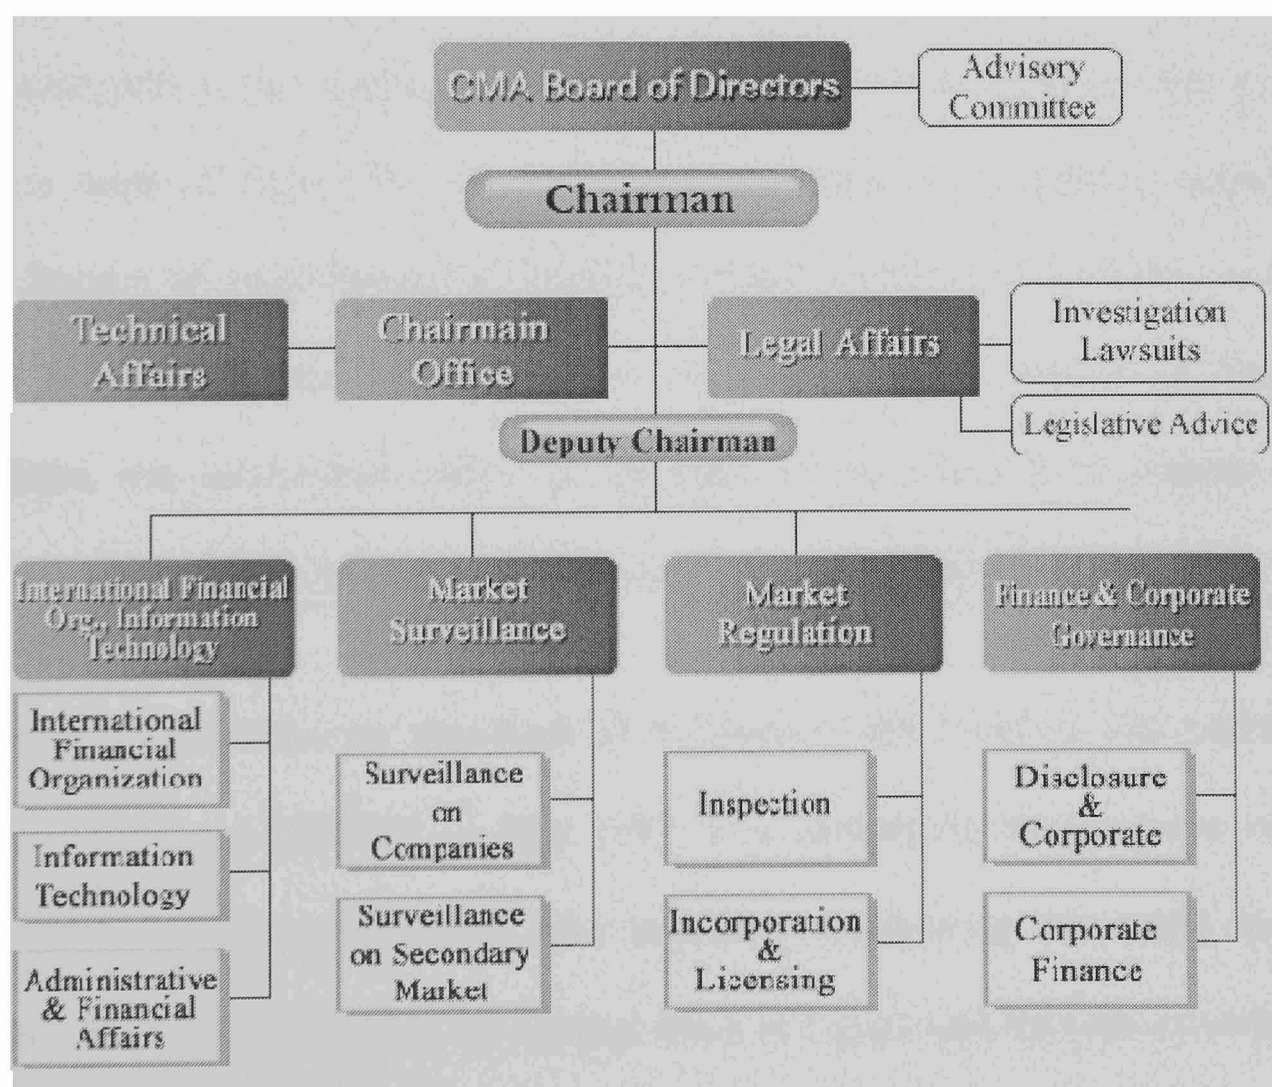 CMA Board of Directors
Advisory
Committee
Chairman
Technical
Affairs
Chairmain
Office
Legal Affairs
Investigation
Lawsuits
Legislative Advice
Deputy Chairman
International Financial
Org., Information
Technology
Market
Surveillance
Market
Regulation
Finance & Corporate
Governance
International
Financial
Organization
Information
Technology
Administrative
& Financial
Affairs
Surveillance
on
Companies
Surveillance
on Secondary
Market
Inspection
Incorporation
&
Licensing
Disclosure
&
Corporate
Corporate
Finance